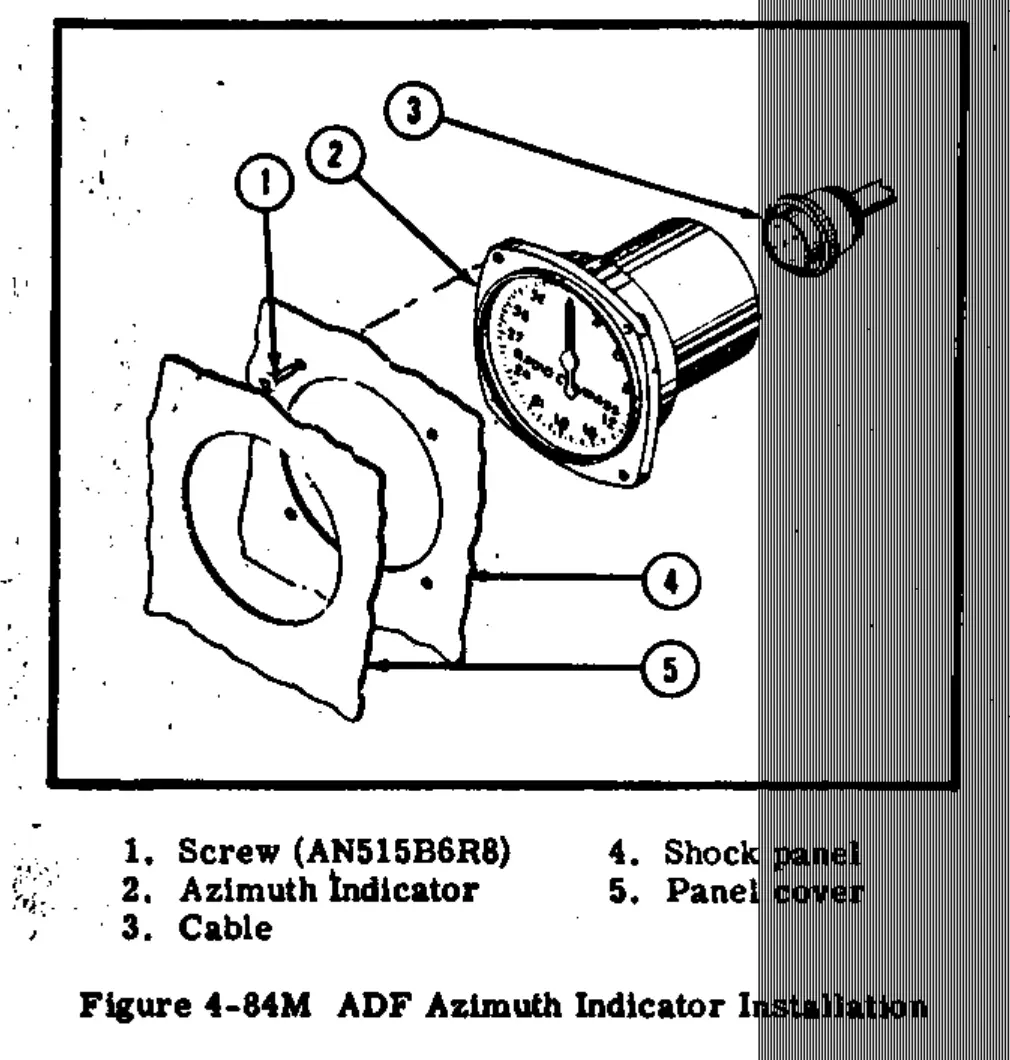 3
2
1
4
5
1. Screw (AN515B6R8)
2. Azimuth Indicator
3. Cable
4. Shock panel
5. Panel cover
Figure 4-84M ADF Azimuth Indicator Installation